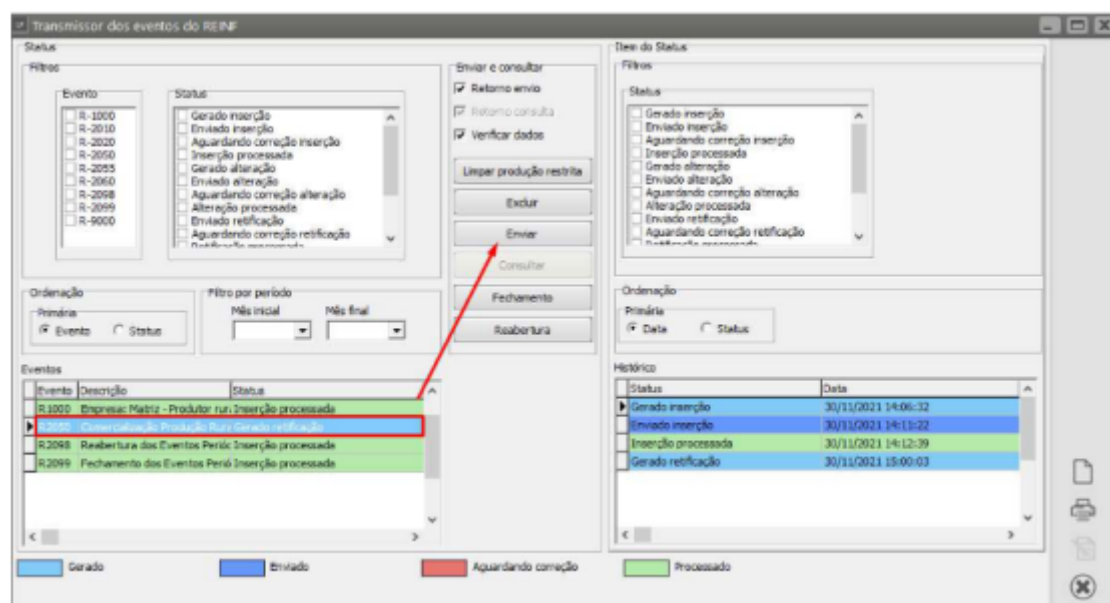 Transmissor dos eventos do REINF
Status
Filtros
Evento
R-1000
R-2010
R-2020
R-2050
R-2055
R-2060
R-2098
R-2099
R-9000
Status
Gerado inserção
Enviado inserção
Aguardando correção inserção
Inserção processada
Gerado alteração
Enviado alteração
Aguardando correção alteração
Alteração processada
Enviado retificação
Aguardando correção retificação
Retificação processada
Ordenação
Primária
Evento Status
Filtro por período
Mês inicial Mês final
Enviar e consultar
Retorno envio
Retorno consulta
Verificar dados
Limpar produção restrita
Excluir
Enviar
Consultar
Fechamento
Reabertura
Eventos
Evento Descrição Status
R1000 Empresa: Matriz - Produtor rur Inserção processada
R2050 Comercialização Produção Rura Gerado retificação
R2098 Reabertura dos Eventos Perió Inserção processada
R2099 Fechamento dos Eventos Perió Inserção processada
Item do Status
Filtros
Status
Gerado inserção
Enviado inserção
Aguardando correção inserção
Inserção processada
Gerado alteração
Enviado alteração
Aguardando correção alteração
Alteração processada
Enviado retificação
Aguardando correção retificação
Retificação processada
Ordenação
Primária
Data Status
Histórico
Status Data
Gerado inserção 30/11/2021 14:06:32
Enviado inserção 30/11/2021 14:11:22
Inserção processada 30/11/2021 14:12:39
Gerado retificação 30/11/2021 15:00:03
Gerado Enviado Aguardando correção Processado